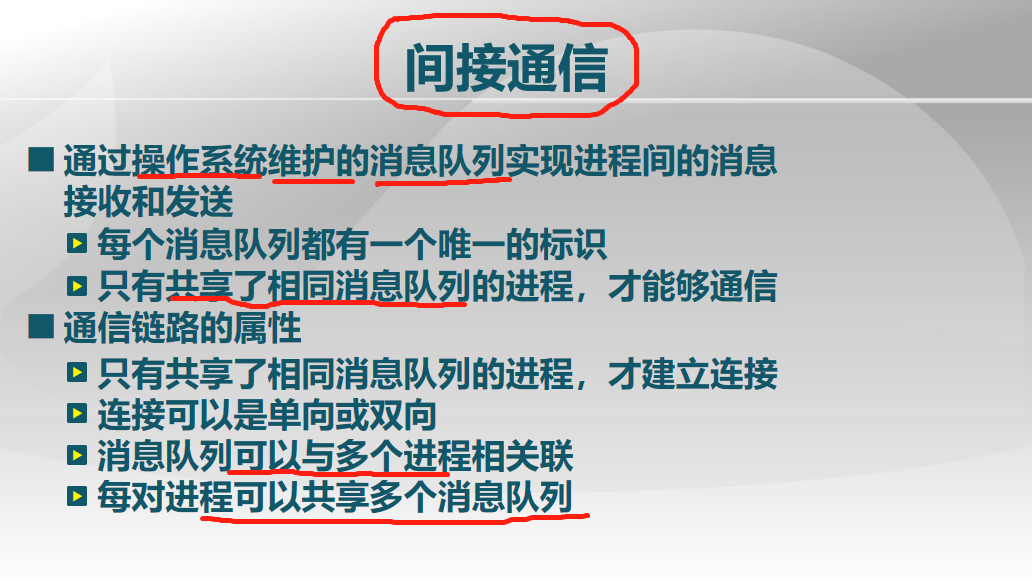 间接通信
通过操作系统维护的消息队列实现进程间的消息
接收和发送
每个消息队列都有一个唯一的标识
只有共享了相同消息队列的进程，才能够通信
通信链路的属性
只有共享了相同消息队列的进程，才建立连接
连接可以是单向或双向
消息队列可以与多个进程相关联
每对进程可以共享多个消息队列